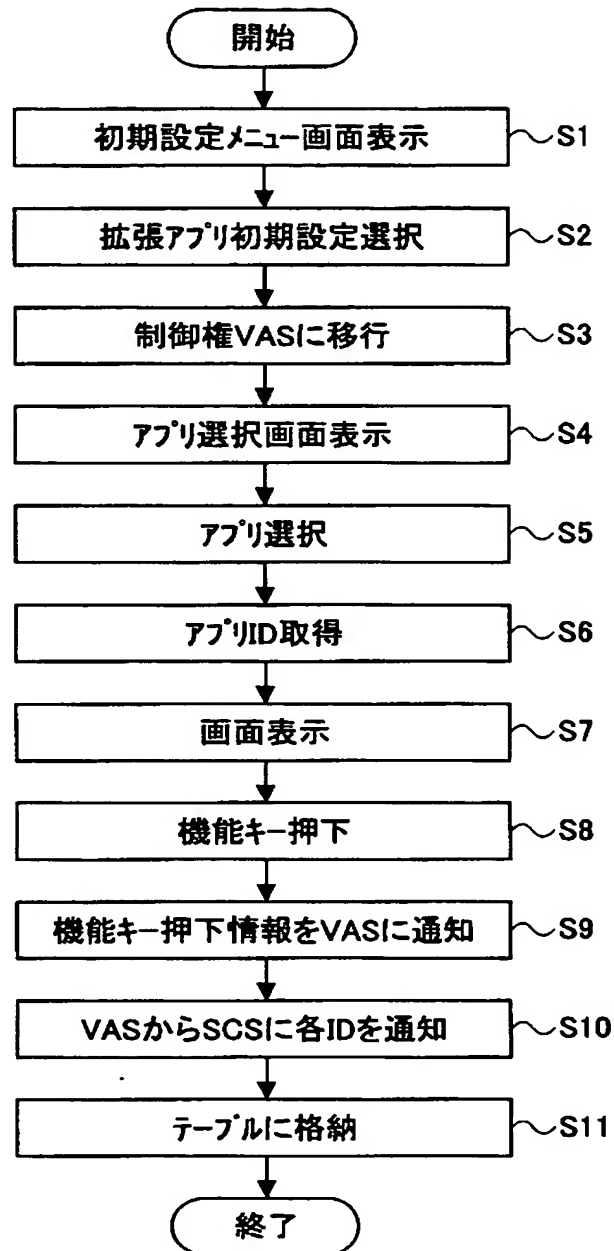 開始
初期設定メニュー画面表示 S1
拡張アプリ初期設定選択 S2
制御権VASに移行 S3
アプリ選択画面表示 S4
アプリ選択 S5
アプリID取得 S6
画面表示 S7
機能キー押下 S8
機能キー押下情報をVASに通知 S9
VASからSCSに各IDを通知 S10
テーブルに格納 S11
終了